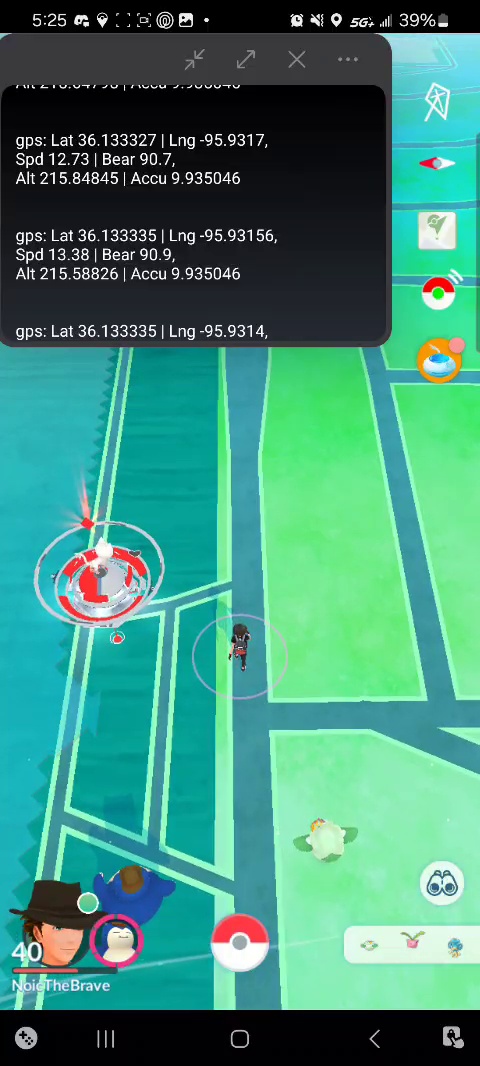 5:25
5G+
39%
gps: Lat 36.133327 | Lng -95.9317,
Spd 12.73 | Bear 90.7,
Alt 215.84845 | Accu 9.935046
gps: Lat 36.133335 | Lng -95.93156,
Spd 13.38 | Bear 90.9,
Alt 215.58826 | Accu 9.935046
gps: Lat 36.133335 | Lng -95.9314,
40
NoicTheBrave